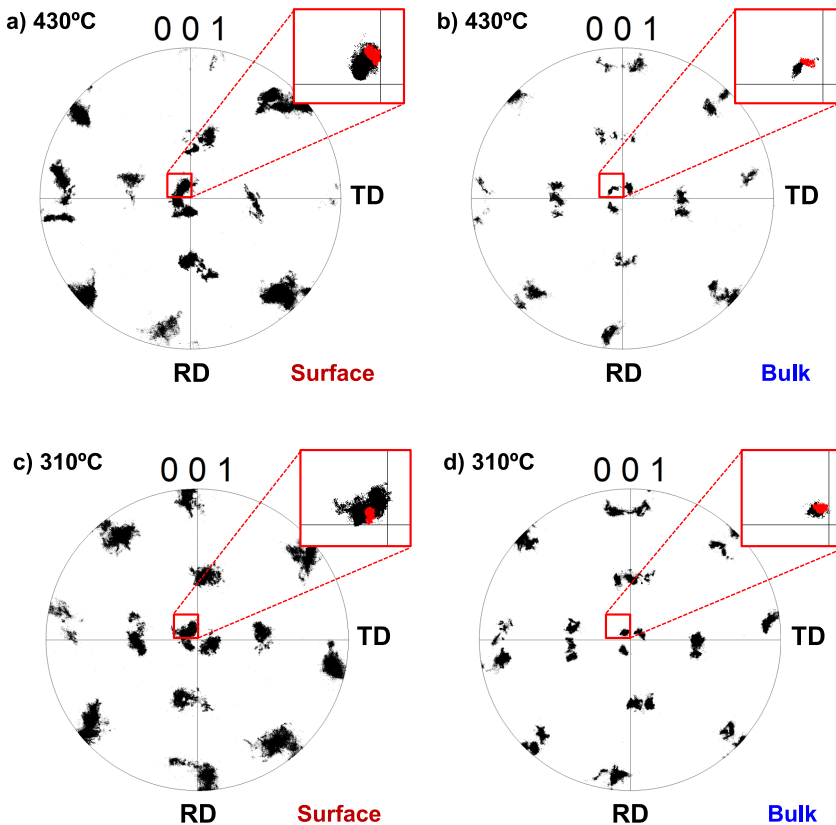 a) 430ºC
0 0 1
TD
RD
Surface
b) 430ºC
0 0 1
TD
RD
Bulk
c) 310ºC
0 0 1
TD
RD
Surface
d) 310ºC
0 0 1
TD
RD
Bulk